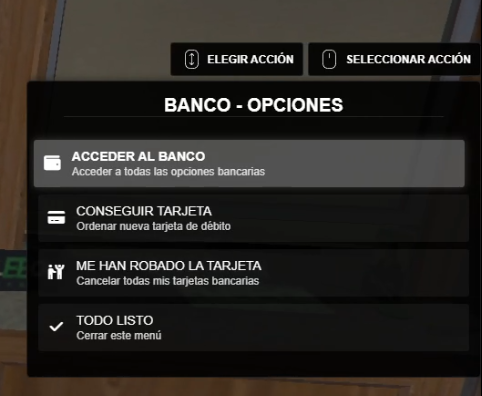 ELEGIR ACCIÓN
SELECCIONAR ACCIÓN
BANCO - OPCIONES
ACCEDER AL BANCO
Acceder a todas las opciones bancarias
CONSEGUIR TARJETA
Ordenar nueva tarjeta de débito
ME HAN ROBADO LA TARJETA
Cancelar todas mis tarjetas bancarias
TODO LISTO
Cerrar este menú